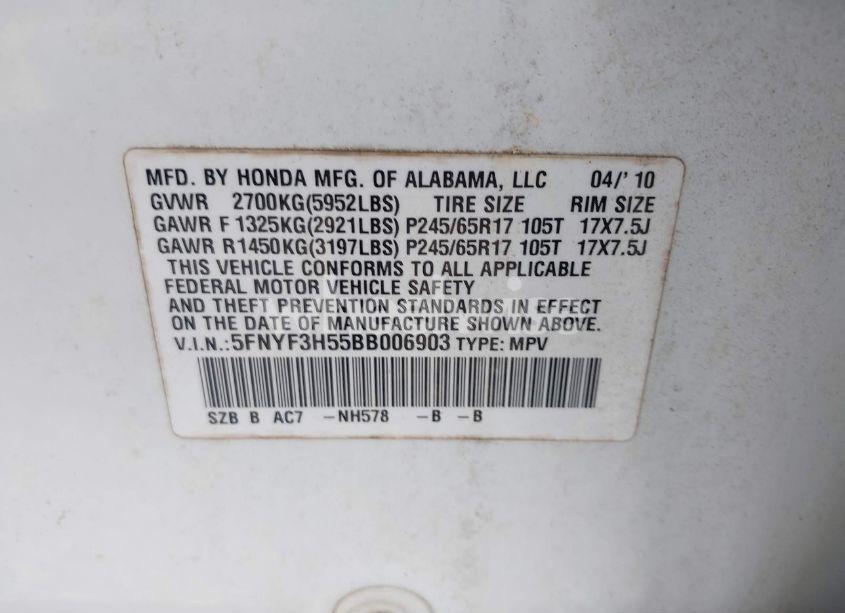 MFD. BY HONDA MFG. OF ALABAMA, LLC 04/' 10
GVWR 2700KG(5952LBS) TIRE SIZE RIM SIZE
GAWR F 1325KG(2921LBS) P245/65R17 105T 17X7.5J
GAWR R1450KG(3197LBS) P245/65R17 105T 17X7.5J
THIS VEHICLE CONFORMS TO ALL APPLICABLE
FEDERAL MOTOR VEHICLE SAFETY
AND THEFT PREVENTION STANDARDS IN EFFECT
ON THE DATE OF MANUFACTURE SHOWN ABOVE.
V.I.N.:5FNYF3H55BB006903 TYPE: MPV
SZB B AC7 –NH578 –B –B